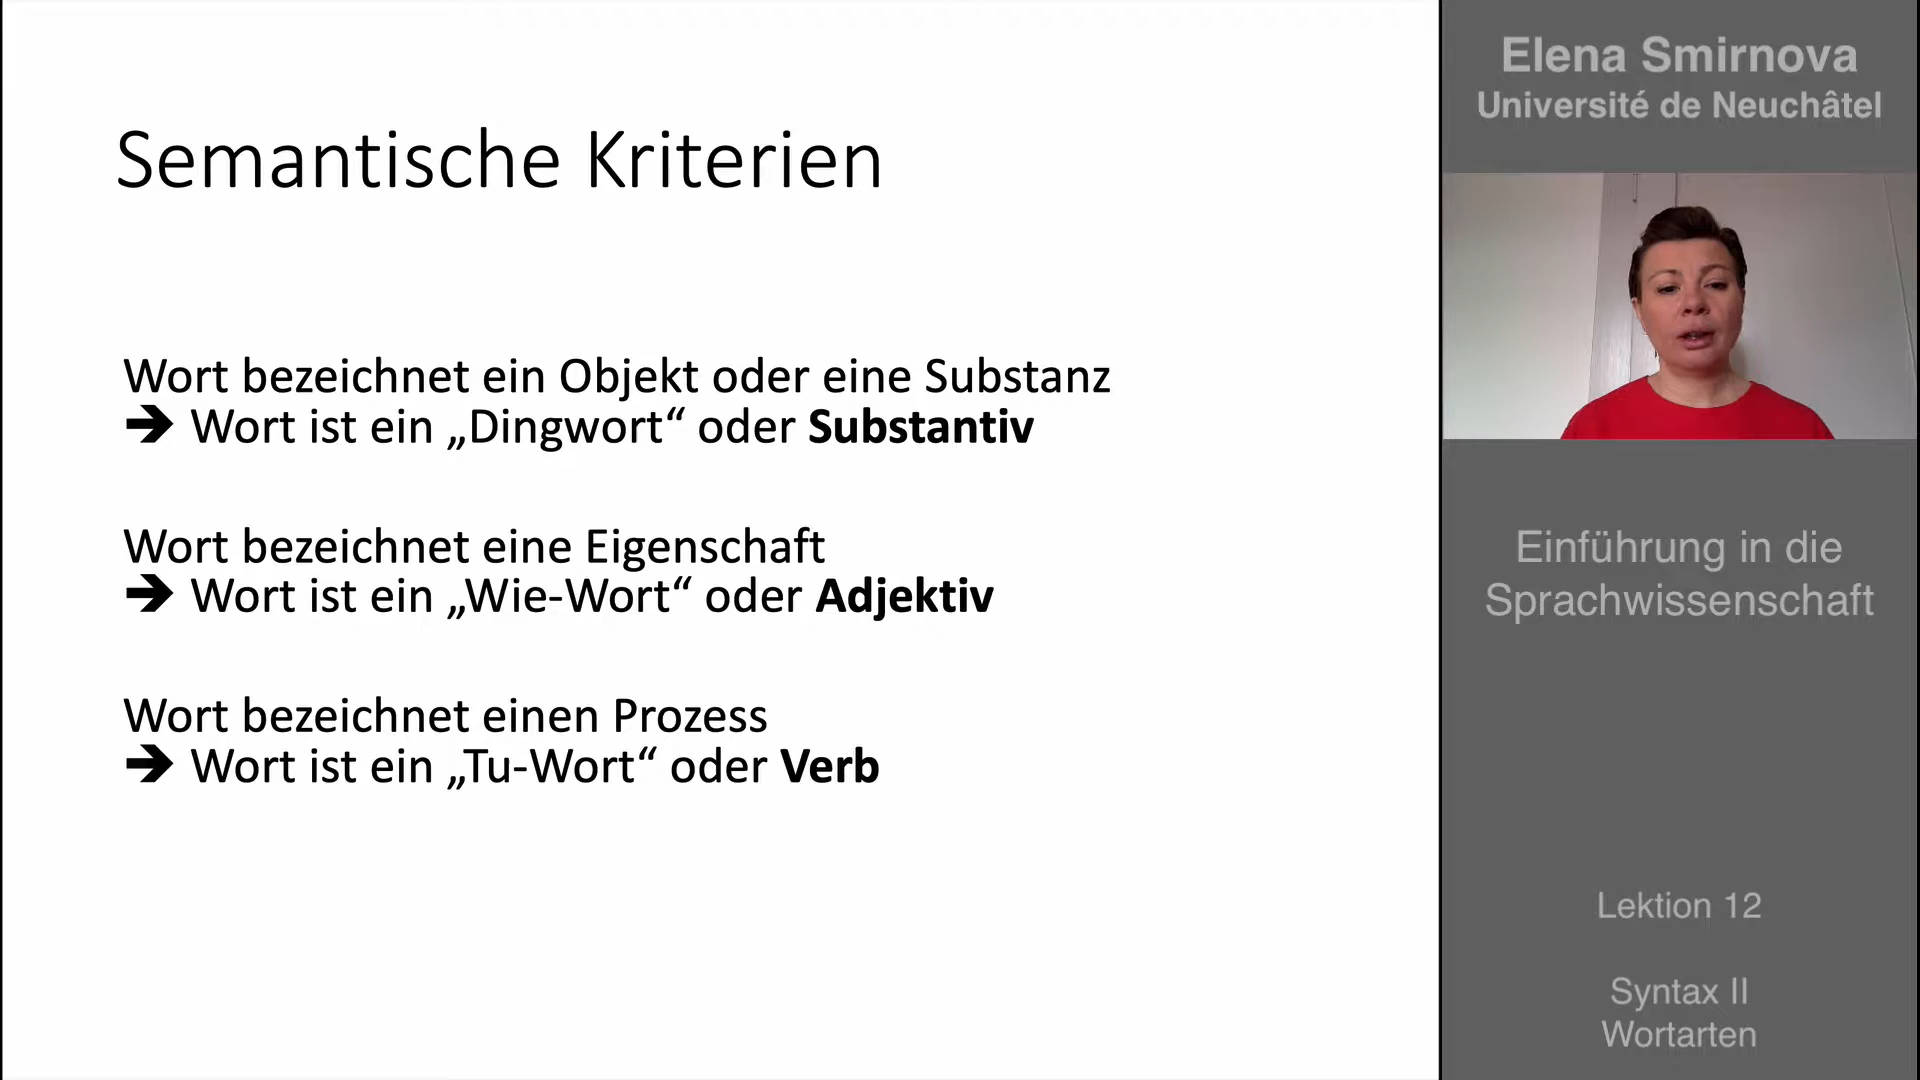 Semantische Kriterien
Wort bezeichnet ein Objekt oder eine Substanz
➔ Wort ist ein „Dingwort“ oder Substantiv
Wort bezeichnet eine Eigenschaft
➔ Wort ist ein „Wie-Wort“ oder Adjektiv
Wort bezeichnet einen Prozess
➔ Wort ist ein „Tu-Wort“ oder Verb
Elena Smirnova
Université de Neuchâtel
Einführung in die
Sprachwissenschaft
Lektion 12
Syntax II
Wortarten